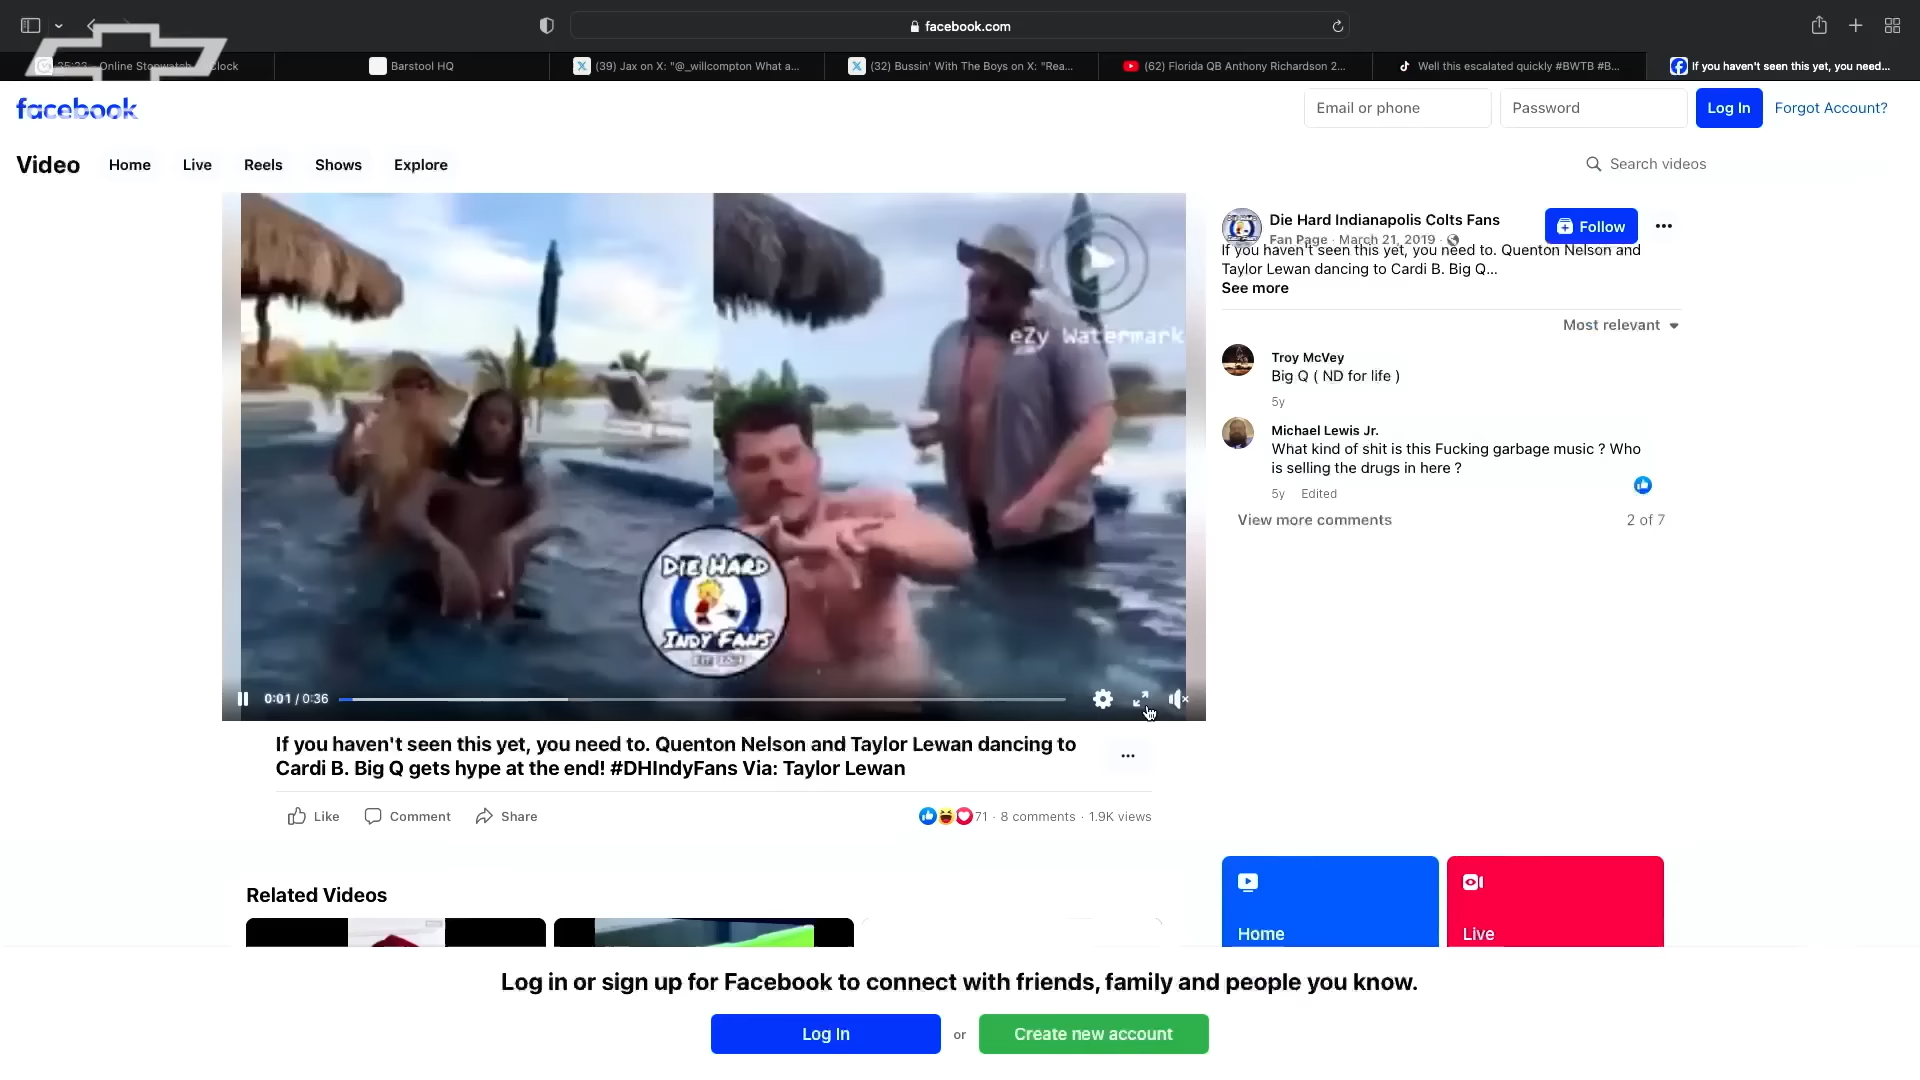 facebook.com
Online Stopwatch
Clock
Barstool HQ
(39) Jax on X: "@_willcompton What a...
(32) Bussin' With The Boys on X: "Rea...
(62) Florida QB Anthony Richardson 2...
Well this escalated quickly #BWTB #B...
If you haven't seen this yet, you need...
facebook
Email or phone
Password
Log In
Forgot Account?
Video
Home
Live
Reels
Shows
Explore
Search videos
eZy Watermark
DIE HARD
INDY FANS
0:01 / 0:36
Die Hard Indianapolis Colts Fans
Fan Page · March 21, 2019 ·
Follow
If you haven't seen this yet, you need to. Quenton Nelson and
Taylor Lewan dancing to Cardi B. Big Q...
See more
Most relevant
Troy McVey
Big Q ( ND for life )
5y
Michael Lewis Jr.
What kind of shit is this Fucking garbage music ? Who
is selling the drugs in here ?
5y Edited
View more comments
2 of 7
If you haven't seen this yet, you need to. Quenton Nelson and Taylor Lewan dancing to
Cardi B. Big Q gets hype at the end! #DHIndyFans Via: Taylor Lewan
Like
Comment
Share
71 · 8 comments · 1.9K views
Related Videos
Home
Live
Log in or sign up for Facebook to connect with friends, family and people you know.
Log In
or
Create new account